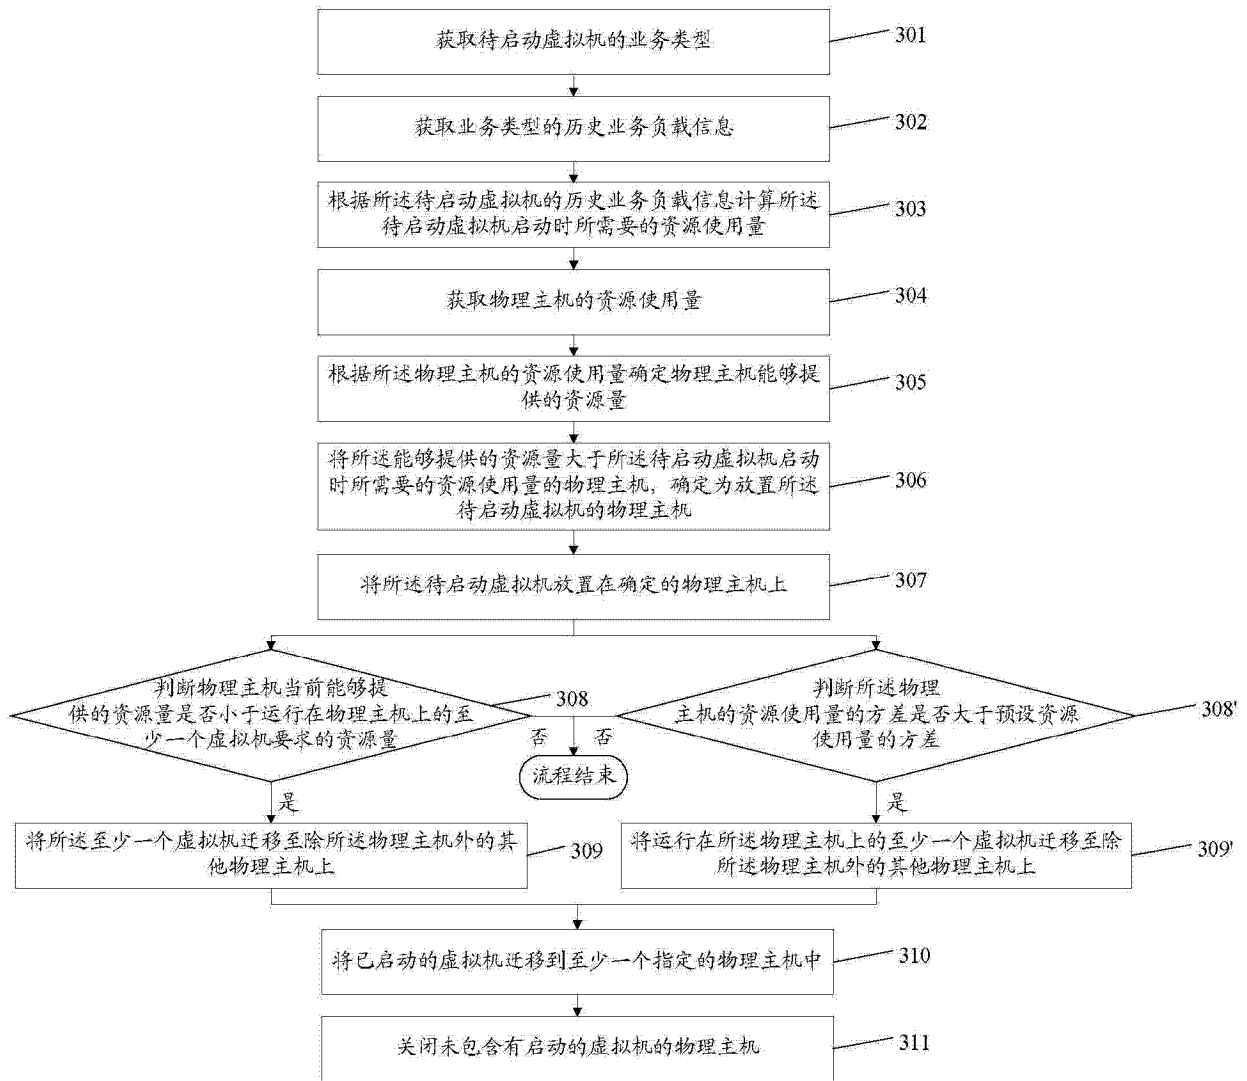 获取待启动虚拟机的业务类型
301
获取业务类型的历史业务负载信息
302
根据所述待启动虚拟机的历史业务负载信息计算所述
待启动虚拟机启动时所需要的资源使用量
303
获取物理主机的资源使用量
304
根据所述物理主机的资源使用量确定物理主机能够提
供的资源量
305
将所述能够提供的资源量大于所述待启动虚拟机启动
时所需要的资源使用量的物理主机，确定为放置所述
待启动虚拟机的物理主机
306
将所述待启动虚拟机放置在确定的物理主机上
307
判断物理主机当前能够提
供的资源量是否小于运行在物理主机上的至
少一个虚拟机要求的资源量
308
判断所述物理
主机的资源使用量的方差是否大于预设资源
使用量的方差
308'
否
否
流程结束
是
是
将所述至少一个虚拟机迁移至除所述物理主机外的其
他物理主机上
309
将运行在所述物理主机上的至少一个虚拟机迁移至除
所述物理主机外的其他物理主机上
309'
将已启动的虚拟机迁移到至少一个指定的物理主机中
310
关闭未包含有启动的虚拟机的物理主机
311